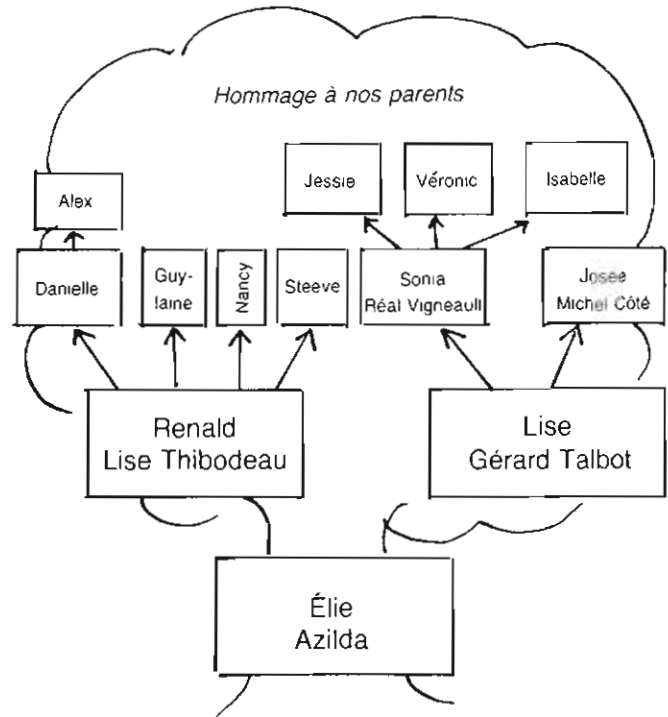 Hommage à nos parents
Jessie
Véronic
Isabelle
Alex
Danielle
Guy-
laine
Nancy
Steeve
Sonia
Réal Vigneault
Josée
Michel Côté
Renald
Lise Thibodeau
Lise
Gérard Talbot
Élie
Azilda